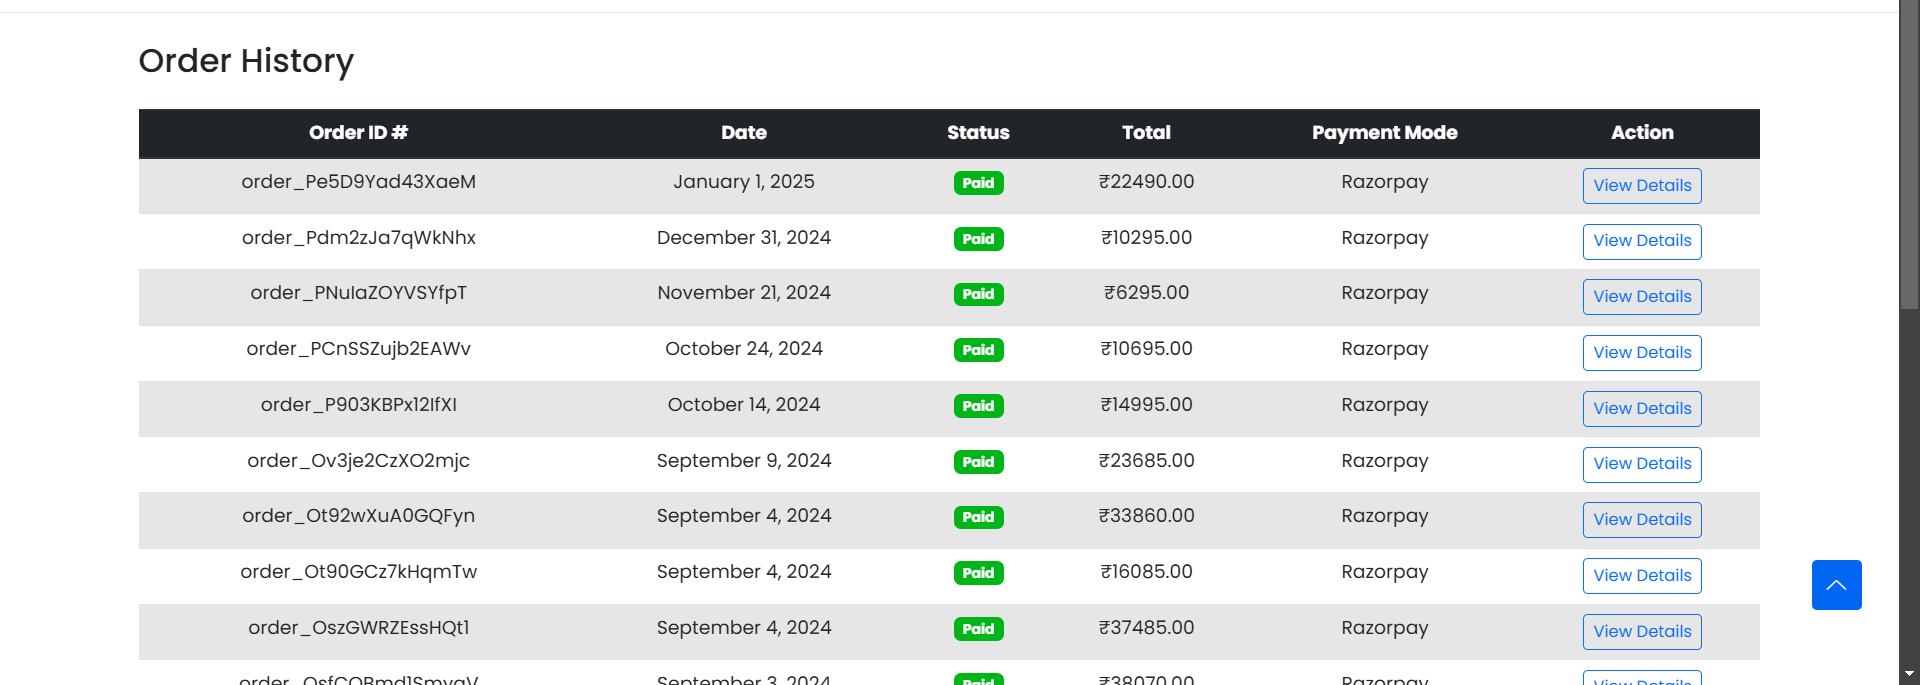 Order History
Order ID # Date Status Total Payment Mode Action
order_Pe5D9Yad43XaeM January 1, 2025 Paid ₹22490.00 Razorpay View Details
order_Pdm2zJa7qWkNhx December 31, 2024 Paid ₹10295.00 Razorpay View Details
order_PNulaZOYVSYfpT November 21, 2024 Paid ₹6295.00 Razorpay View Details
order_PCnSSZujb2EAWv October 24, 2024 Paid ₹10695.00 Razorpay View Details
order_P903KBPx12IfXI October 14, 2024 Paid ₹14995.00 Razorpay View Details
order_Ov3je2CzXO2mjc September 9, 2024 Paid ₹23685.00 Razorpay View Details
order_Ot92wXuA0GQFyn September 4, 2024 Paid ₹33860.00 Razorpay View Details
order_Ot90GCz7kHqmTw September 4, 2024 Paid ₹16085.00 Razorpay View Details
order_OszGWRZEssHQt1 September 4, 2024 Paid ₹37485.00 Razorpay View Details
September 3, 2024 Paid ₹38070.00 Razorpay View Details